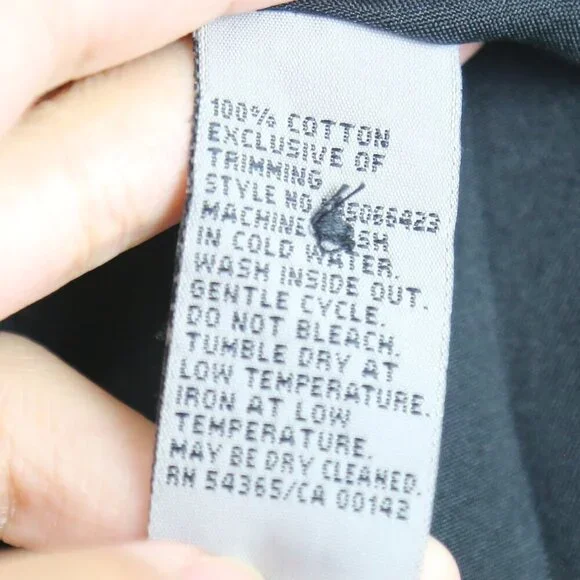 100% COTTON
EXCLUSIVE OF
TRIMMING
STYLE NO.
MACHINE WASH
IN COLD WATER.
WASH INSIDE OUT.
GENTLE CYCLE.
DO NOT BLEACH.
TUMBLE DRY AT
LOW TEMPERATURE.
IRON AT LOW
TEMPERATURE.
MAY BE DRY CLEANED.
RN 54365/CA 00142